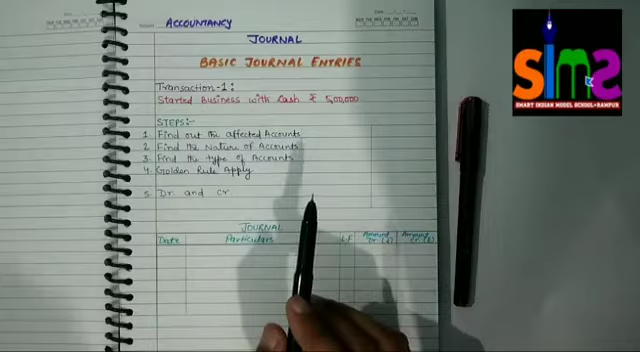 ACCOUNTANCY
JOURNAL
BASIC JOURNAL ENTRIES
Transaction-1:
Started Business with Cash ₹ 5,00,000
STEPS:-
1. Find out the affected Accounts
2. Find the Nature of Accounts
3. Find the type of Accounts
4. Golden Rule Apply
5. Dr. and Cr
JOURNAL
Date Particulars L.F Amount Dr. (₹) Amount Cr. (₹)
SIMS
SMART INDIAN MODEL SCHOOL-RAMPUR